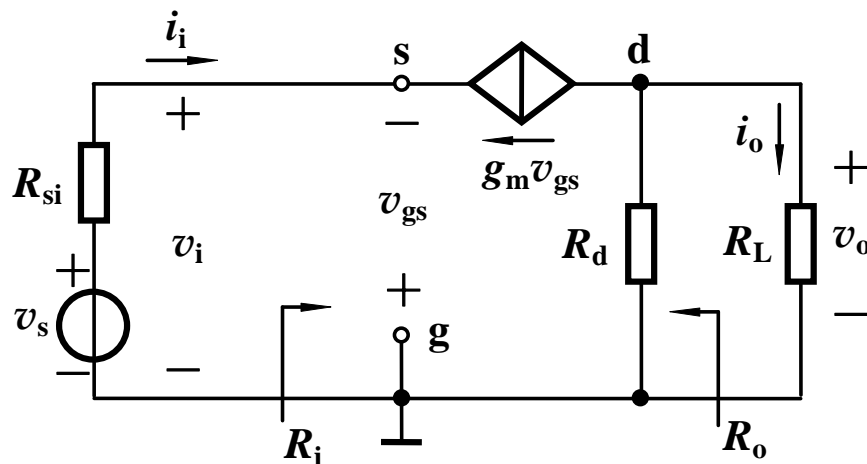 i_i
s
d
+
−
+
R_si
v_gs
g_m v_gs
i_o
R_d
R_L
+
v_o
−
v_i
+
v_s
−
−
+
g
R_i
R_o